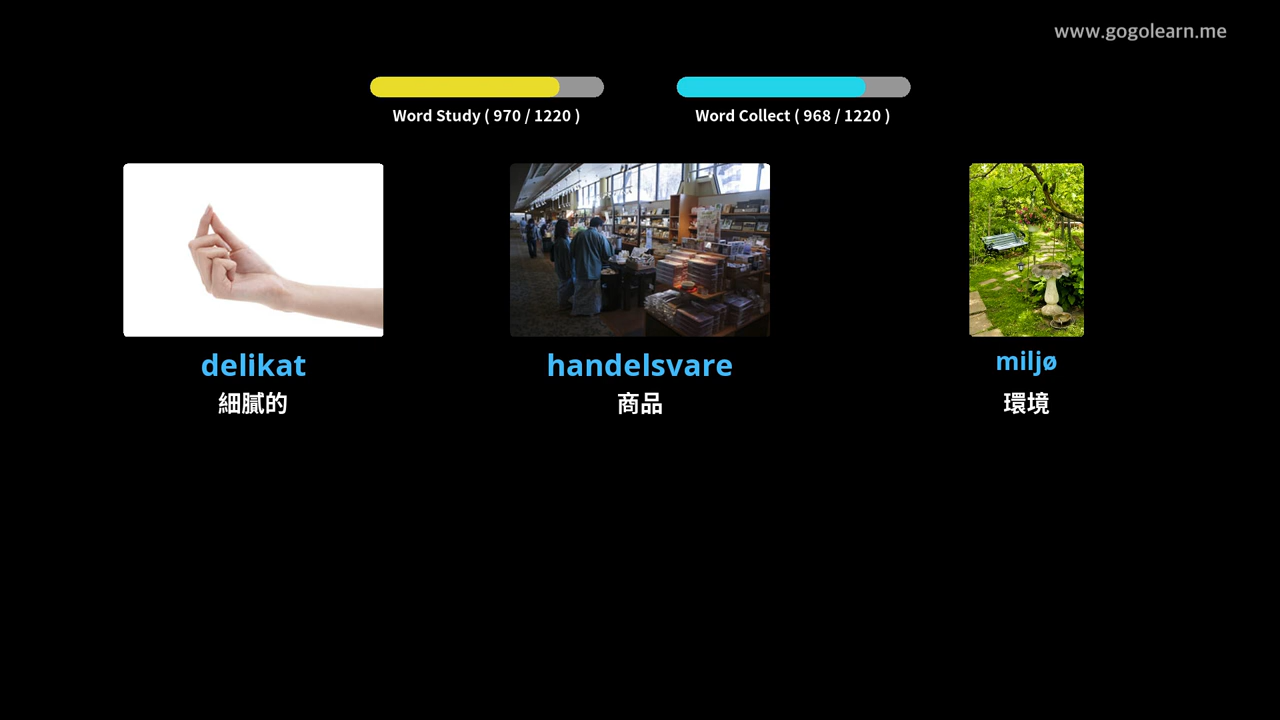 www.gogolearn.me
Word Study ( 970 / 1220 )
Word Collect ( 968 / 1220 )
delikat
handelsvare
miljø
細膩的
商品
環境